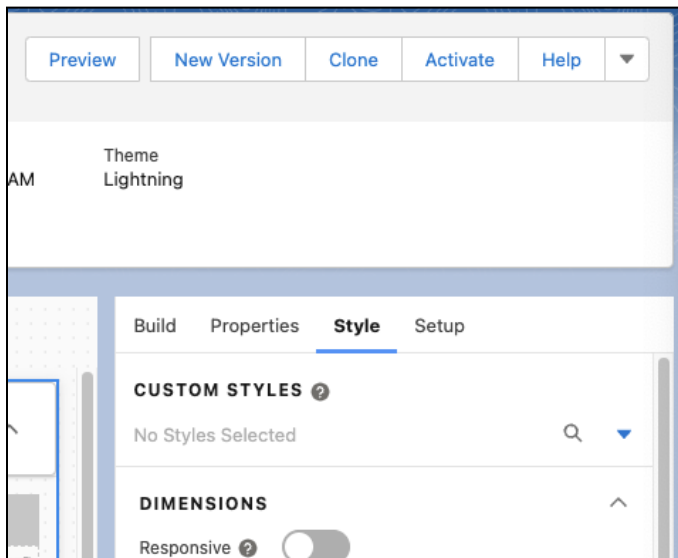 Preview New Version Clone Activate Help
Theme
AM Lightning
Build Properties Style Setup
CUSTOM STYLES ?
No Styles Selected
DIMENSIONS
Responsive ?